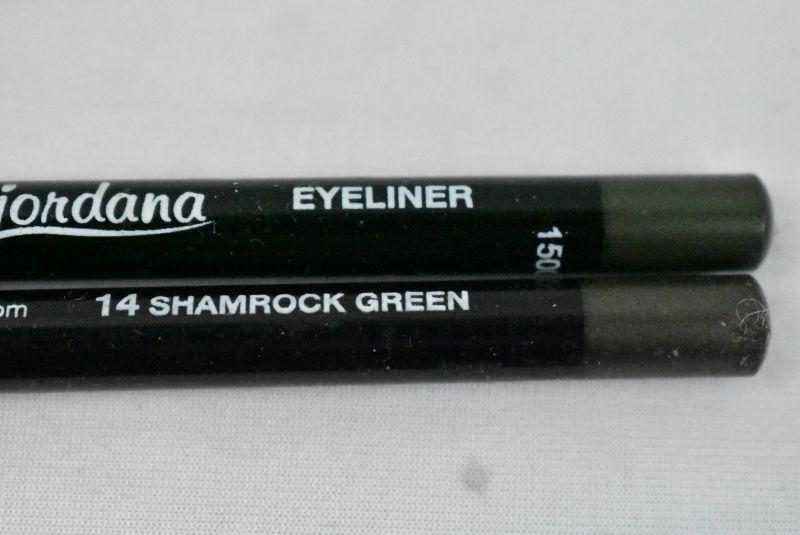 jordana EYELINER
150
14 SHAMROCK GREEN